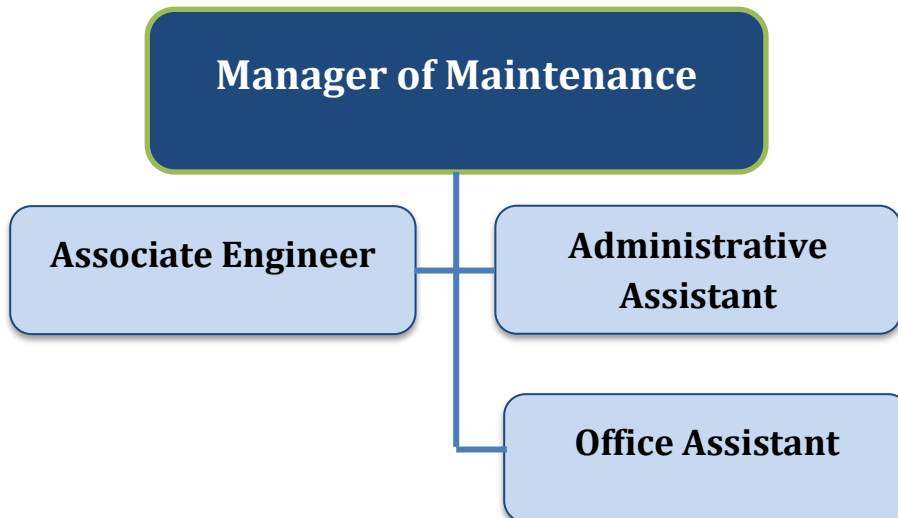 Manager of Maintenance
Associate Engineer
Administrative
Assistant
Office Assistant